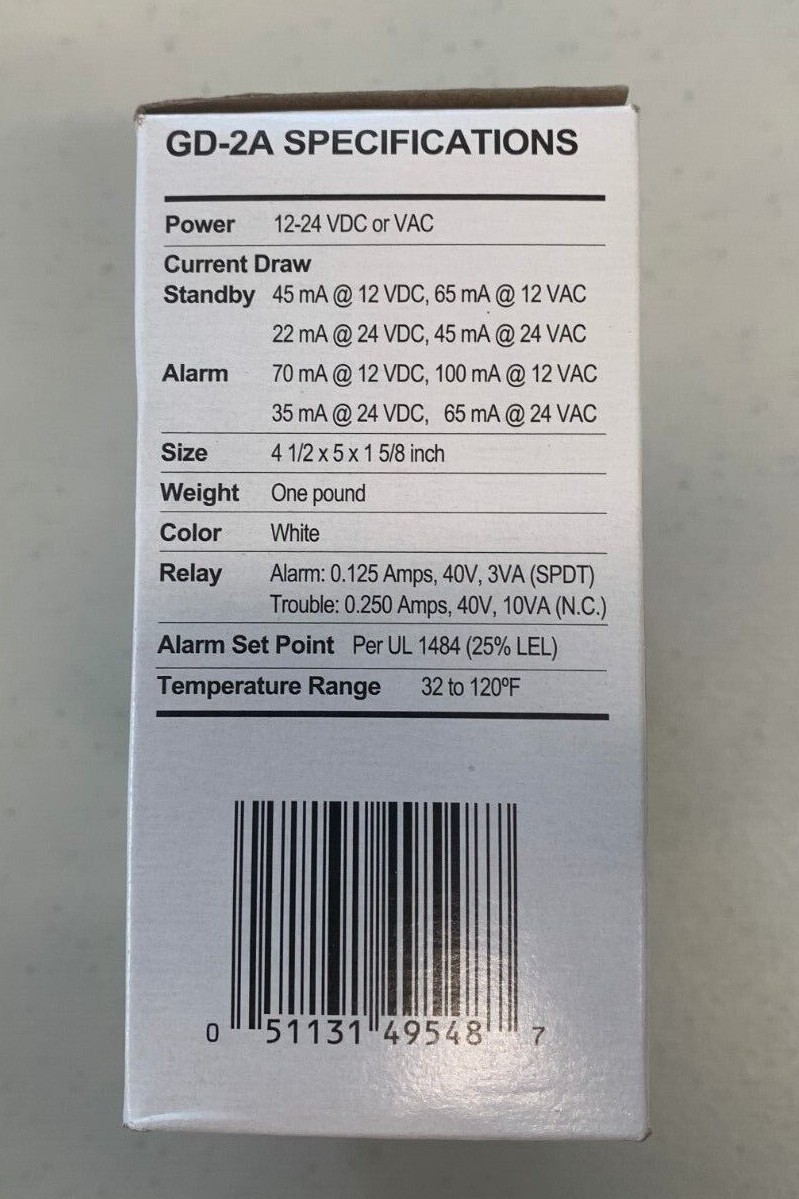 GD-2A SPECIFICATIONS
Power 12-24 VDC or VAC
Current Draw
Standby 45 mA @ 12 VDC, 65 mA @ 12 VAC
22 mA @ 24 VDC, 45 mA @ 24 VAC
Alarm 70 mA @ 12 VDC, 100 mA @ 12 VAC
35 mA @ 24 VDC, 65 mA @ 24 VAC
Size 4 1/2 x 5 x 1 5/8 inch
Weight One pound
Color White
Relay Alarm: 0.125 Amps, 40V, 3VA (SPDT)
Trouble: 0.250 Amps, 40V, 10VA (N.C.)
Alarm Set Point Per UL 1484 (25% LEL)
Temperature Range 32 to 120ºF
0 51131 49548 7